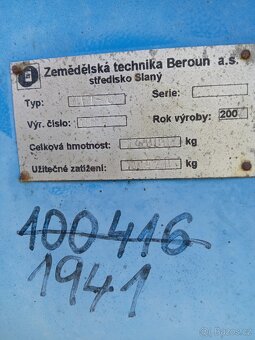 Zemědělská technika Beroun a.s.
středisko Slaný
Typ:
Serie:
Výr. číslo:
Rok výroby: 200
Celková hmotnost: kg
Užitečné zatížení: kg
100416
1941